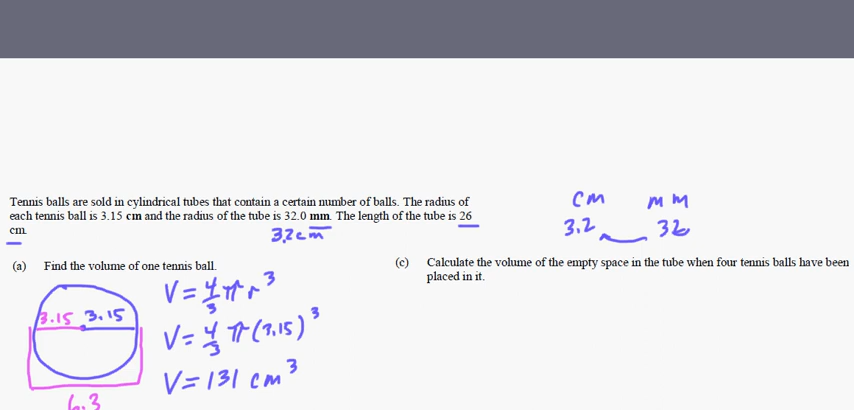 Tennis balls are sold in cylindrical tubes that contain a certain number of balls. The radius of
each tennis ball is 3.15 cm and the radius of the tube is 32.0 mm. The length of the tube is 26
cm.
3.2 cm
cm mm
3.2 32
(a) Find the volume of one tennis ball.
V = 4/3 π r³
3.15 3.15
V = 4/3 π (3.15)³
V = 131 cm³
6.3
(c) Calculate the volume of the empty space in the tube when four tennis balls have been
placed in it.